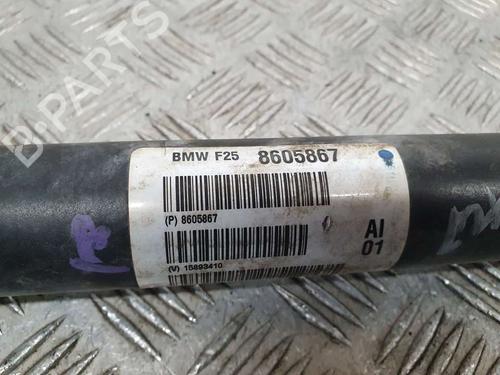 B-PARTS
BMW F25 8605867
(P) 8605867
AI
01
(V) 15893410